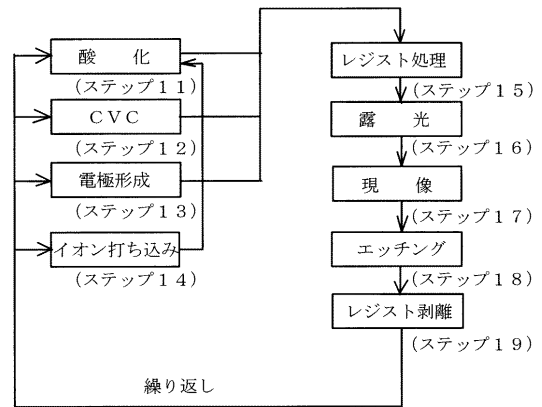 酸　化
(ステップ１１)
ＣＶＣ
(ステップ１２)
電極形成
(ステップ１３)
イオン打ち込み
(ステップ１４)
レジスト処理
(ステップ１５)
露　光
(ステップ１６)
現　像
(ステップ１７)
エッチング
(ステップ１８)
レジスト剥離
(ステップ１９)
繰り返し